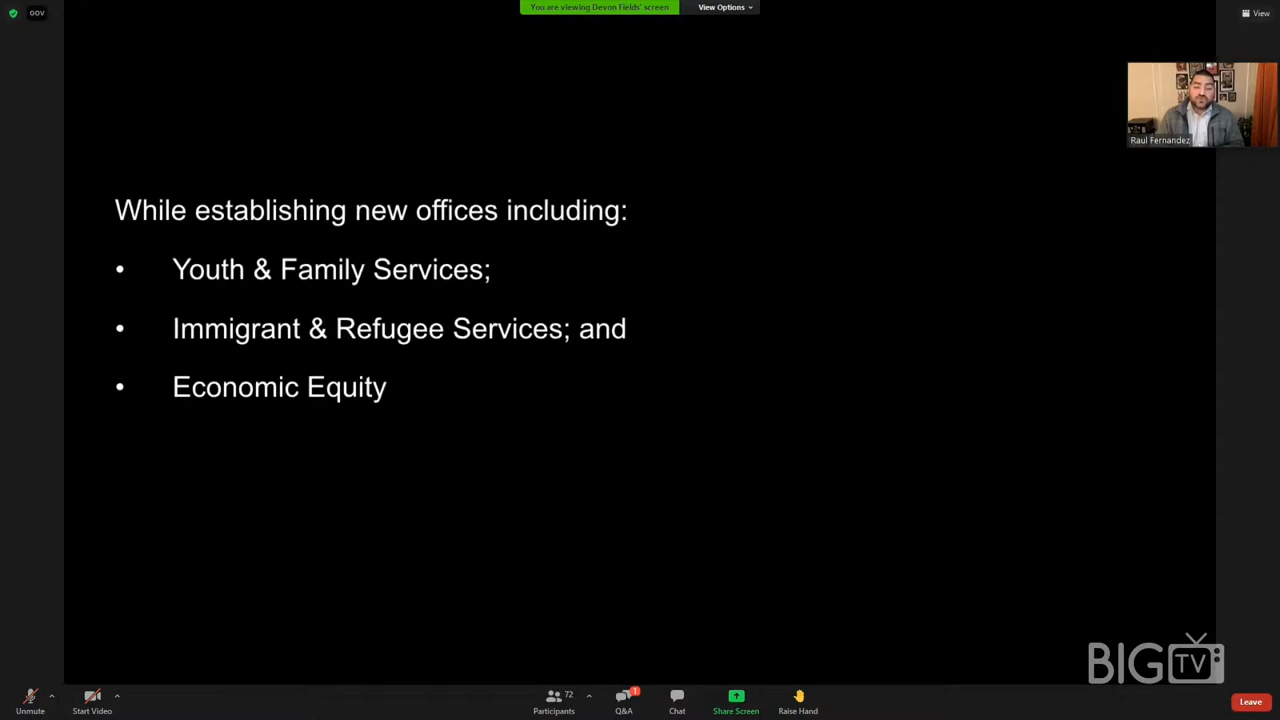 GOV
You are viewing Devon Fields' screen
View Options
View
Raul Fernandez
While establishing new offices including:
• Youth & Family Services;
• Immigrant & Refugee Services; and
• Economic Equity
BIG TV
72
1
Unmute
Start Video
Participants
Q&A
Chat
Share Screen
Raise Hand
Leave